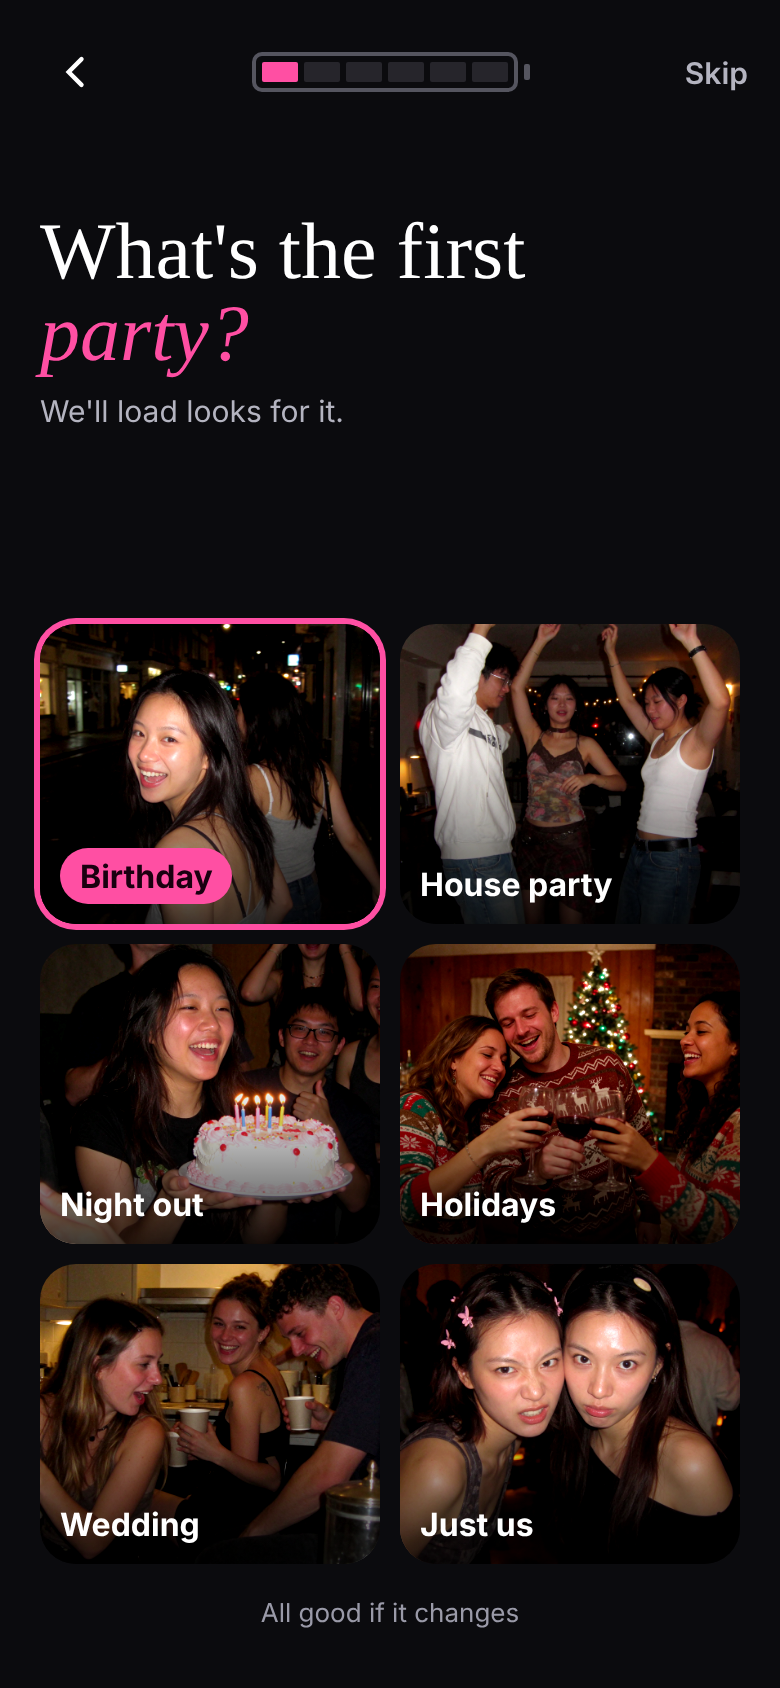 Skip
What's the first
party?
We'll load looks for it.
Birthday
House party
Night out
Holidays
Wedding
Just us
All good if it changes